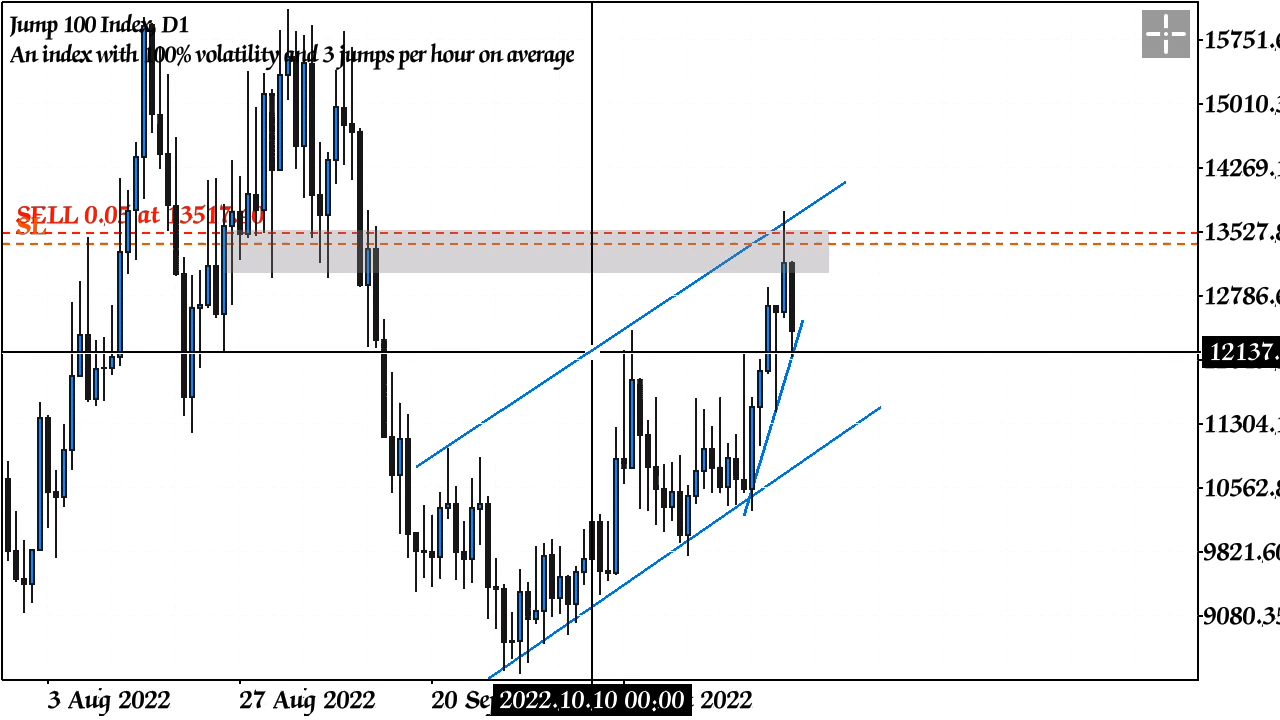 Jump 100 Index, D1
An index with 100% volatility and 3 jumps per hour on average
15751.6
15010.3
14269.1
SELL 0.05 at 13517.
SL
13527.8
12786.6
12137.
11304.1
10562.8
9821.60
9080.35
3 Aug 2022
27 Aug 2022
20 Se
2022.10.10 00:00
2022